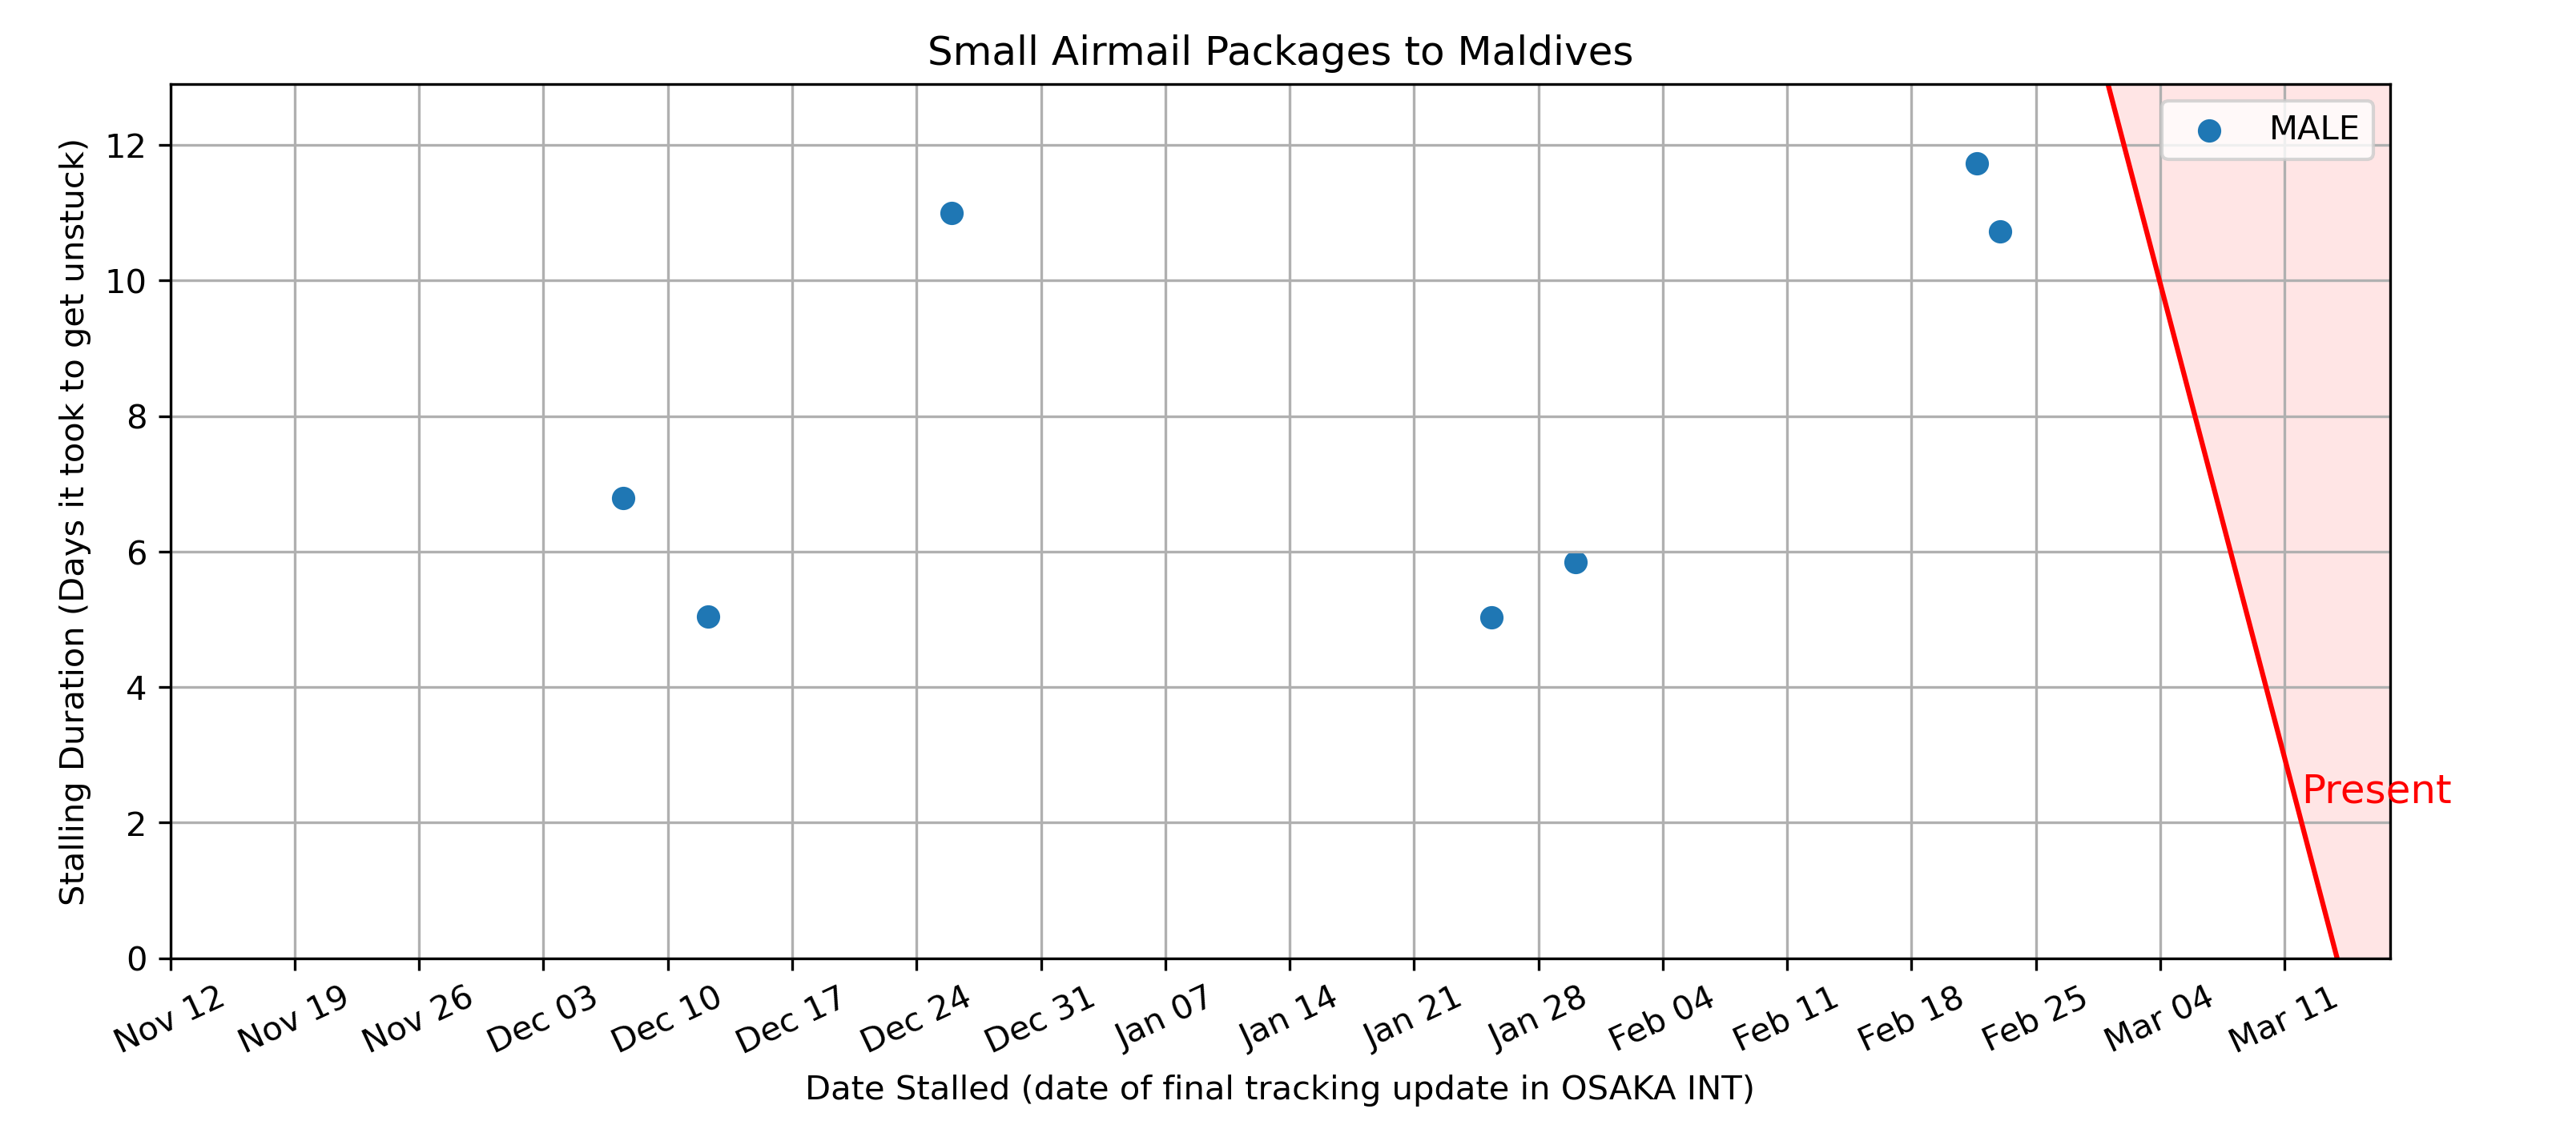 Small Airmail Packages to Maldives
MALE
Stalling Duration (Days it took to get unstuck)
12
10
8
6
4
2
0
Present
Nov 12 Nov 19 Nov 26 Dec 03 Dec 10 Dec 17 Dec 24 Dec 31 Jan 07 Jan 14 Jan 21 Jan 28 Feb 04 Feb 11 Feb 18 Feb 25 Mar 04 Mar 11
Date Stalled (date of final tracking update in OSAKA INT)